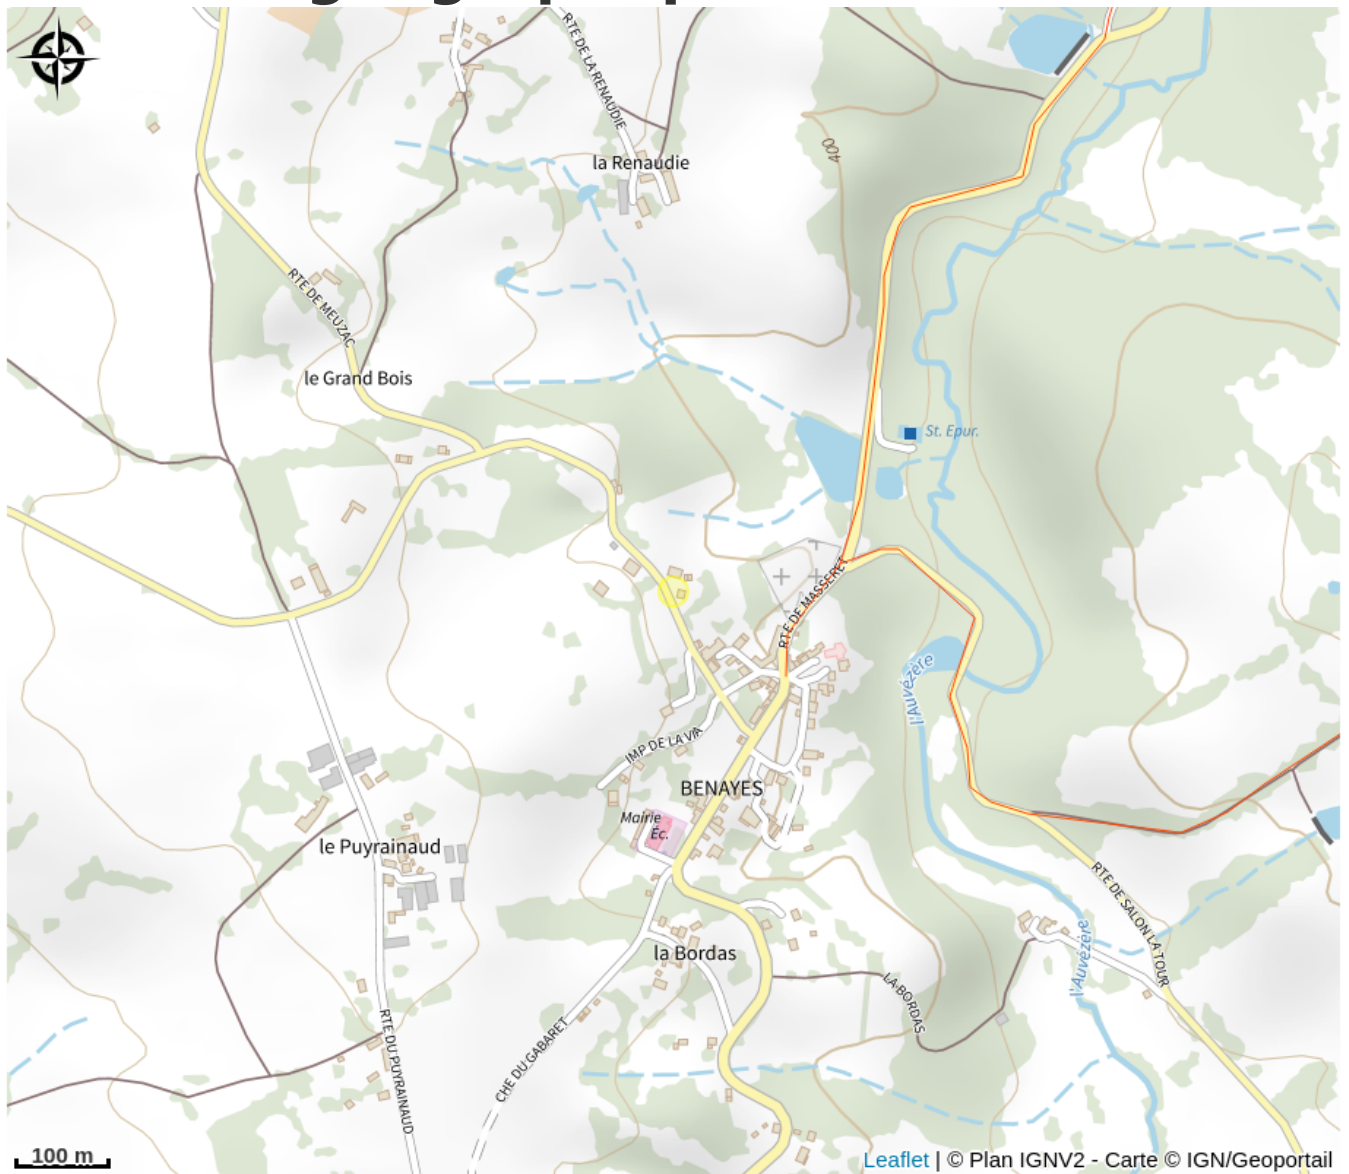 RTE DE LA RENAUDIE
400
la Renaudie
RTE DE MEUZAC
le Grand Bois
St. Epur.
RTE DE MASSERET
l'Auvézère
IMP DE LA VIA
BENAYES
Mairie
Éc.
le Puyrainaud
RTE DE SALON LA TOUR
l'Auvézère
la Bordas
LA BORDAS
RTE DU PUYRAINAUD
CHE DU GABARET
100 m
Leaflet | © Plan IGNV2 - Carte © IGN/Geoportail